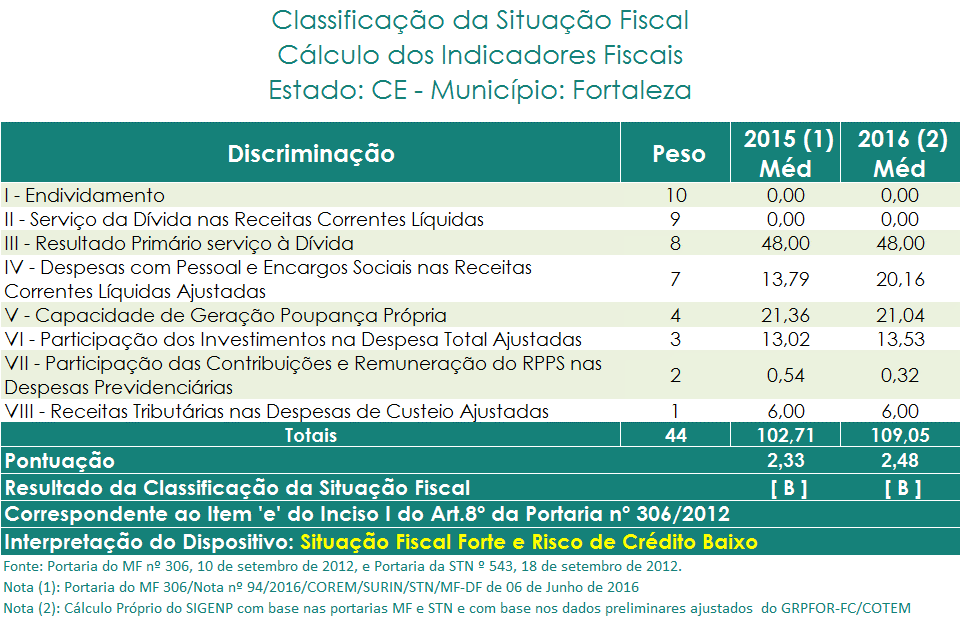 Classificação da Situação Fiscal
Cálculo dos Indicadores Fiscais
Estado: CE - Município: Fortaleza
Discriminação Peso 2015 (1) Méd 2016 (2) Méd
I - Endividamento 10 0,00 0,00
II - Serviço da Dívida nas Receitas Correntes Líquidas 9 0,00 0,00
III - Resultado Primário serviço à Dívida 8 48,00 48,00
IV - Despesas com Pessoal e Encargos Sociais nas Receitas
Correntes Líquidas Ajustadas 7 13,79 20,16
V - Capacidade de Geração Poupança Própria 4 21,36 21,04
VI - Participação dos Investimentos na Despesa Total Ajustadas 3 13,02 13,53
VII - Participação das Contribuições e Remuneração do RPPS nas
Despesas Previdenciárias 2 0,54 0,32
VIII - Receitas Tributárias nas Despesas de Custeio Ajustadas 1 6,00 6,00
Totais 44 102,71 109,05
Pontuação 2,33 2,48
Resultado da Classificação da Situação Fiscal [ B ] [ B ]
Correspondente ao Item 'e' do Inciso I do Art.8° da Portaria n° 306/2012
Interpretação do Dispositivo: Situação Fiscal Forte e Risco de Crédito Baixo
Fonte: Portaria do MF nº 306, 10 de setembro de 2012, e Portaria da STN º 543, 18 de setembro de 2012.
Nota (1): Portaria do MF 306/Nota nº 94/2016/COREM/SURIN/STN/MF-DF de 06 de Junho de 2016
Nota (2): Cálculo Próprio do SIGENP com base nas portarias MF e STN e com base nos dados preliminares ajustados do GRPFOR-FC/COTEM